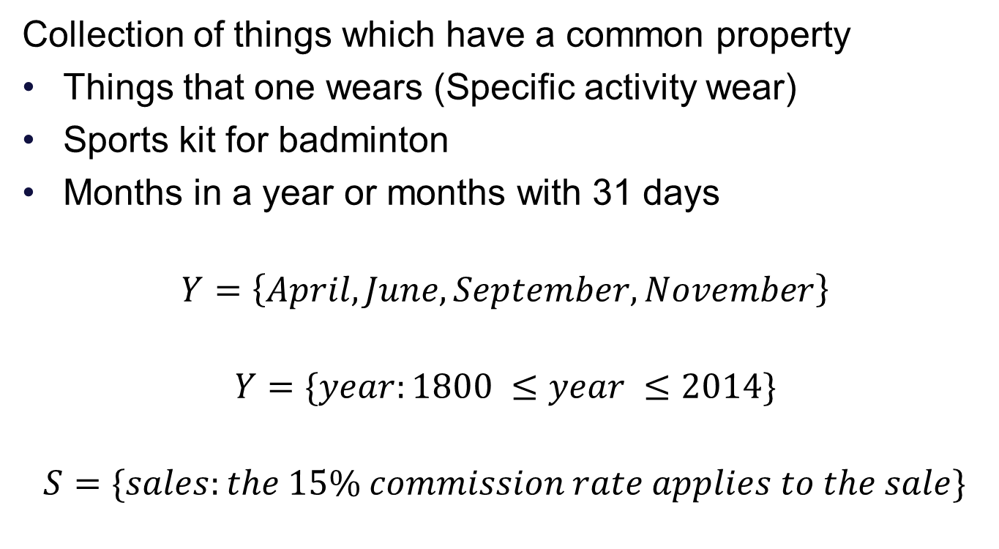 Collection of things which have a common property
• Things that one wears (Specific activity wear)
• Sports kit for badminton
• Months in a year or months with 31 days
Y = {April, June, September, November}
Y = {year: 1800 ≤ year ≤ 2014}
S = {sales: the 15% commission rate applies to the sale}